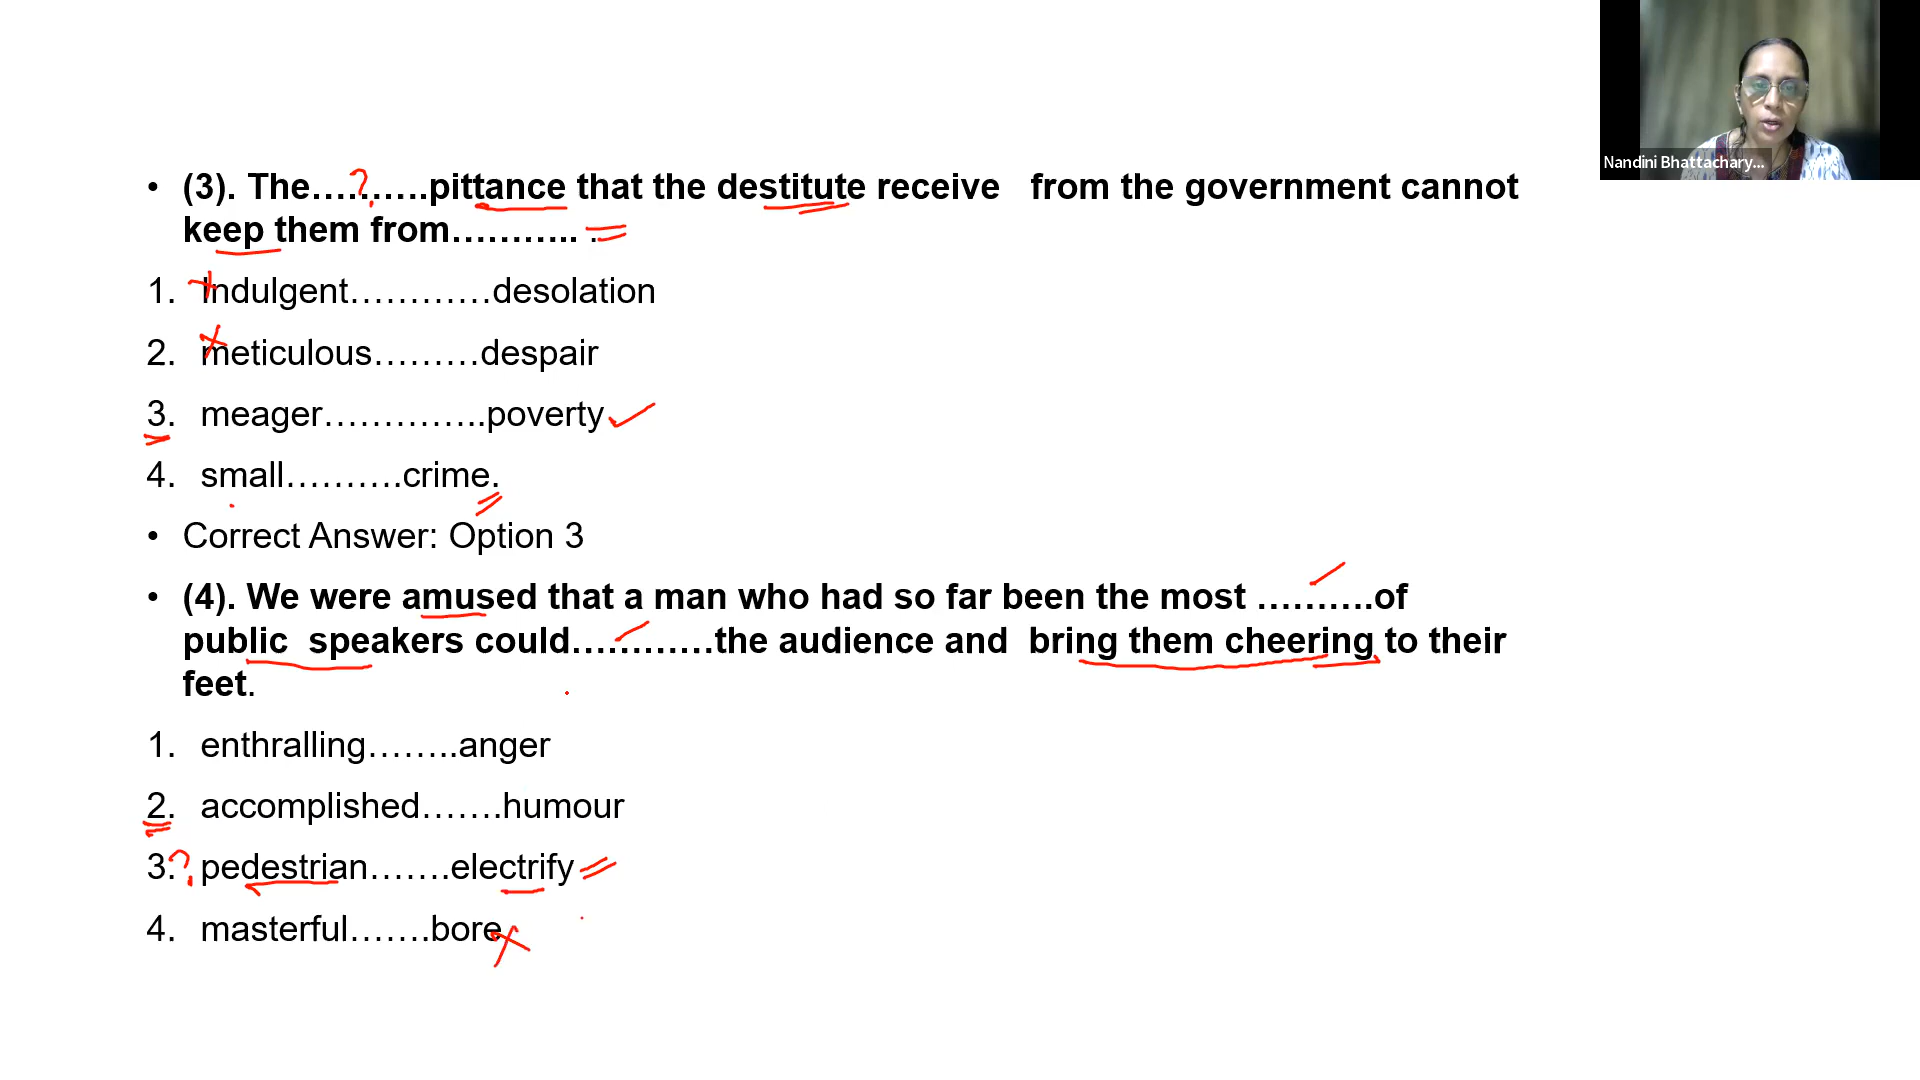 Nandini Bhattachary...
• (3). The……….pittance that the destitute receive from the government cannot
keep them from……….. .
1. Indulgent…………desolation
2. meticulous………despair
3. meager…………..poverty
4. small……….crime.
• Correct Answer: Option 3
• (4). We were amused that a man who had so far been the most ……….of
public speakers could…………the audience and bring them cheering to their
feet.
1. enthralling……..anger
2. accomplished…….humour
3. pedestrian…….electrify
4. masterful…….bore